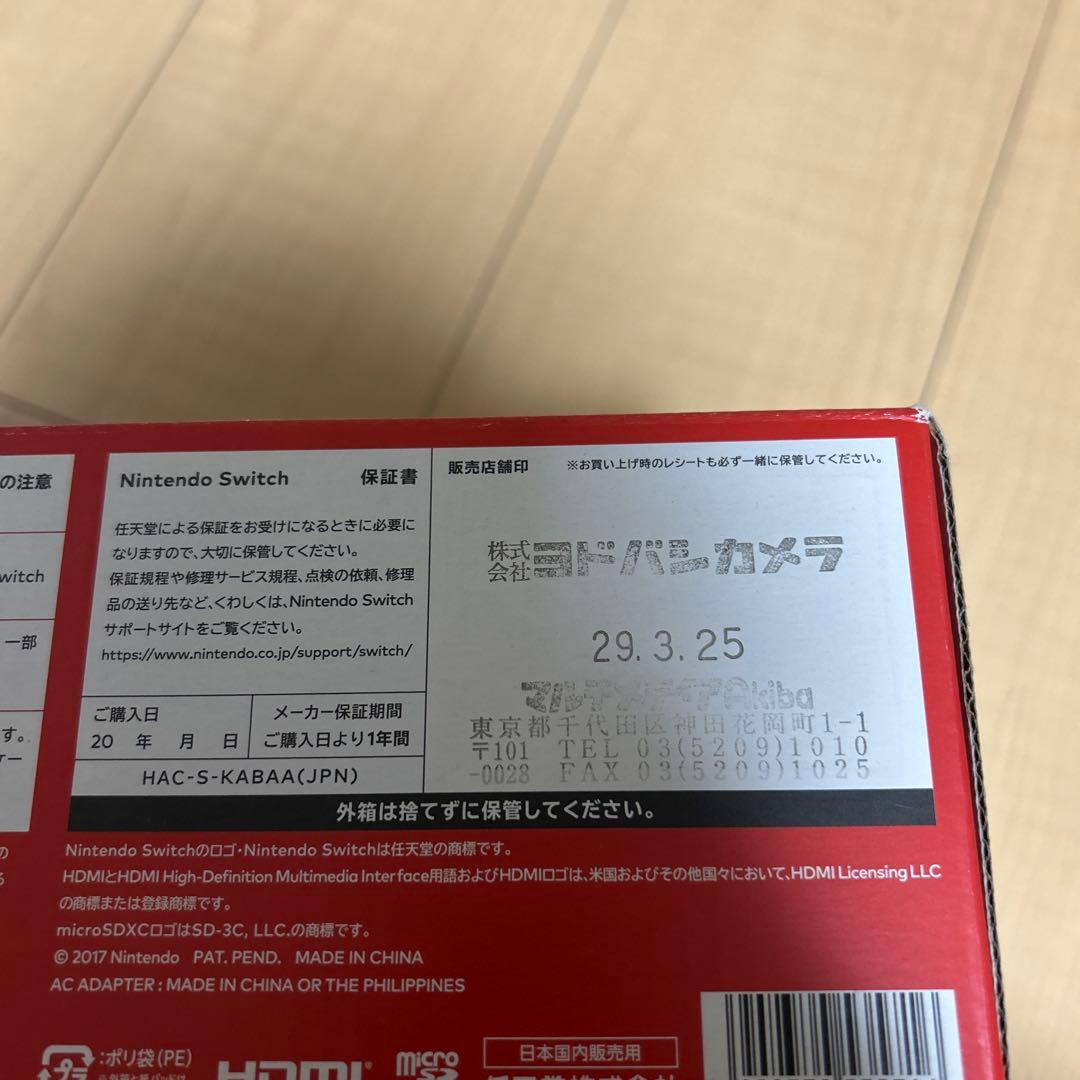 の注意
witch
一部
す。
ケー
の
Nintendo Switch 保証書
任天堂による保証をお受けになるときに必要に
なりますので、大切に保管してください。
保証規程や修理サービス規程、点検の依頼、修理
品の送り先など、くわしくは、Nintendo Switch
サポートサイトをご覧ください。
https://www.nintendo.co.jp/support/switch/
ご購入日
20 年 月 日
メーカー保証期間
ご購入日より1年間
HAC-S-KABAA(JPN)
販売店舗印 ※お買い上げ時のレシートも必ず一緒に保管してください。
株式会社ヨドバシカメラ
29.3.25
マルチメディアAkiba
東京都千代田区神田花岡町1-1
〒101 TEL 03(5209)1010
-0028 FAX 03(5209)1025
外箱は捨てずに保管してください。
Nintendo Switchのロゴ・Nintendo Switchは任天堂の商標です。
HDMIとHDMI High-Definition Multimedia Interface用語およびHDMIロゴは、米国およびその他国々において、HDMI Licensing LLC
の商標または登録商標です。
microSDXCロゴはSD-3C, LLC.の商標です。
© 2017 Nintendo PAT. PEND. MADE IN CHINA
AC ADAPTER : MADE IN CHINA OR THE PHILIPPINES
プラ
:ポリ袋(PE)
HDMI
micro
日本国内販売用
任天堂株式会社